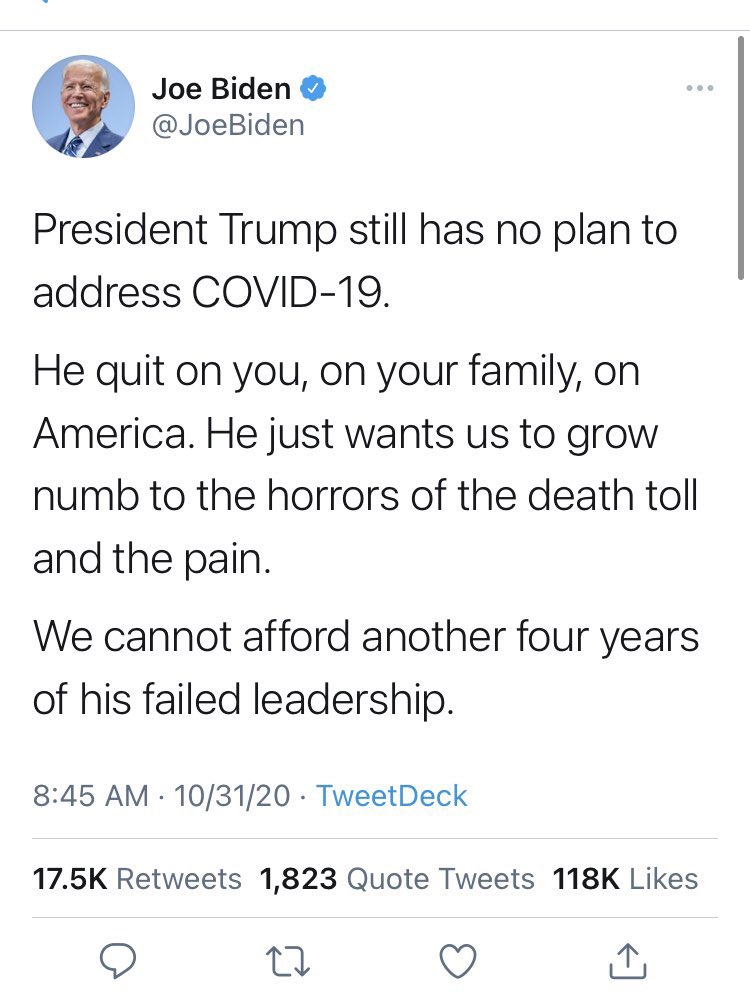 Joe Biden
@JoeBiden
President Trump still has no plan to
address COVID-19.
He quit on you, on your family, on
America. He just wants us to grow
numb to the horrors of the death toll
and the pain.
We cannot afford another four years
of his failed leadership.
8:45 AM · 10/31/20 · TweetDeck
17.5K Retweets 1,823 Quote Tweets 118K Likes